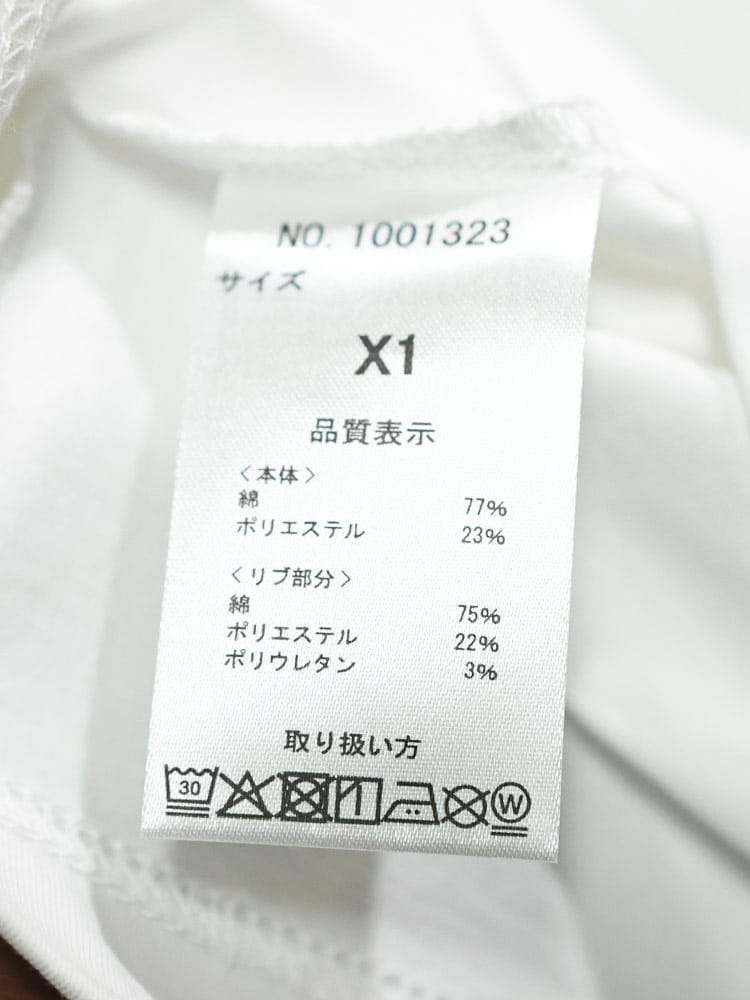 NO. 1001323
サイズ
X1
品質表示
〈本体〉
綿 77%
ポリエステル 23%
〈リブ部分〉
綿 75%
ポリエステル 22%
ポリウレタン 3%
取り扱い方
30 W